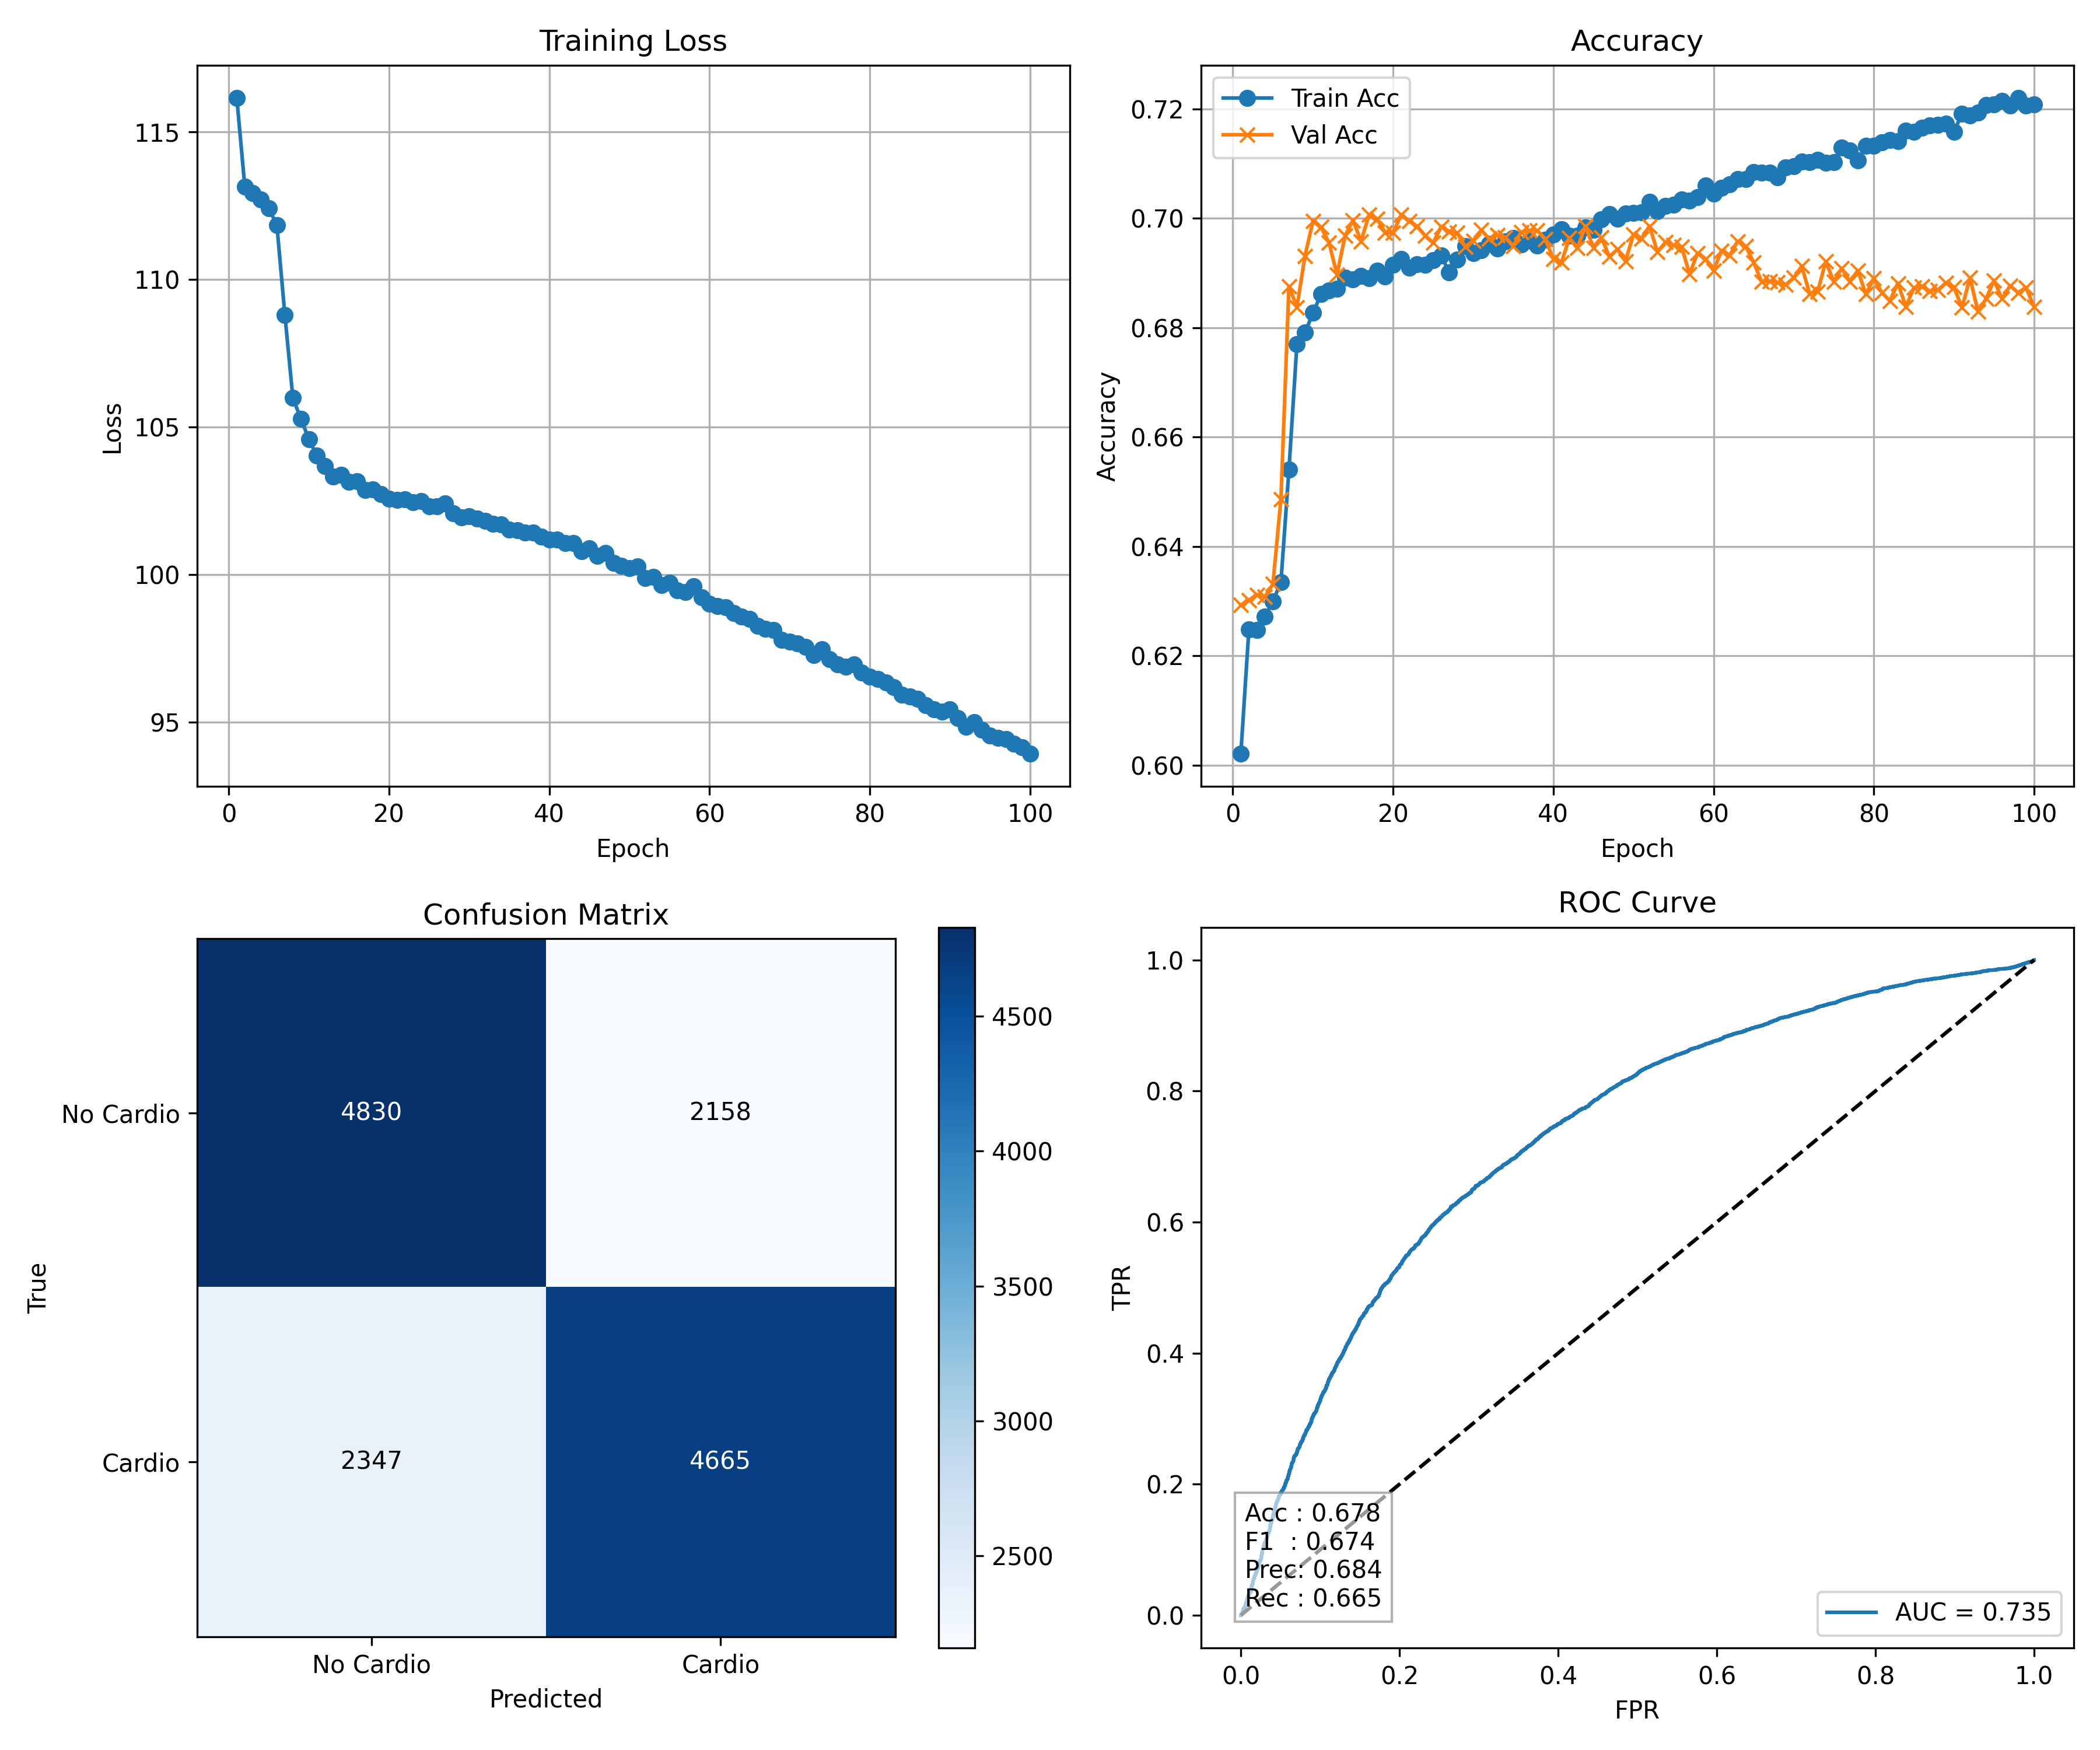 Training Loss
115
110
105
100
95
Loss
0 20 40 60 80 100
Epoch
Accuracy
Train Acc
Val Acc
0.72
0.70
0.68
0.66
0.64
0.62
0.60
Accuracy
0 20 40 60 80 100
Epoch
Confusion Matrix
No Cardio
4830 2158
Cardio
2347 4665
True
No Cardio Cardio
Predicted
4500
4000
3500
3000
2500
ROC Curve
1.0
0.8
0.6
0.4
0.2
0.0
TPR
Acc : 0.678
F1 : 0.674
Prec: 0.684
Rec : 0.665
AUC = 0.735
0.0 0.2 0.4 0.6 0.8 1.0
FPR